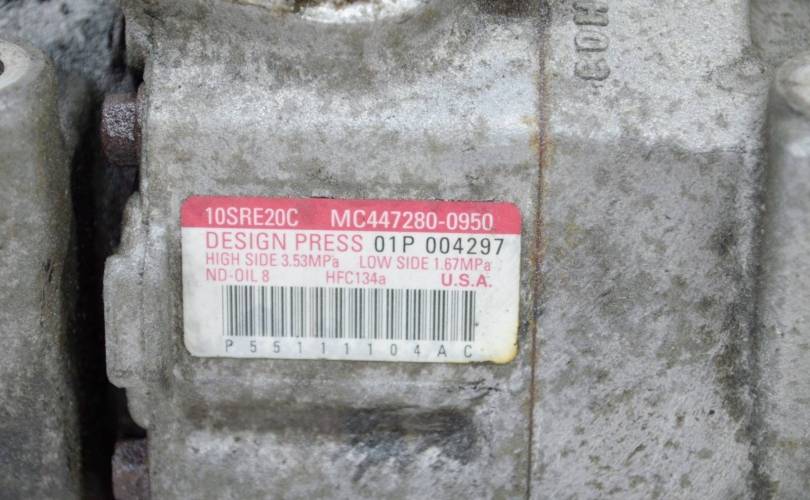 10SRE20C MC447280-0950
DESIGN PRESS 01P 004297
HIGH SIDE 3.53MPa LOW SIDE 1.67MPa
ND-OIL 8 HFC134a U.S.A.
P55111104AC